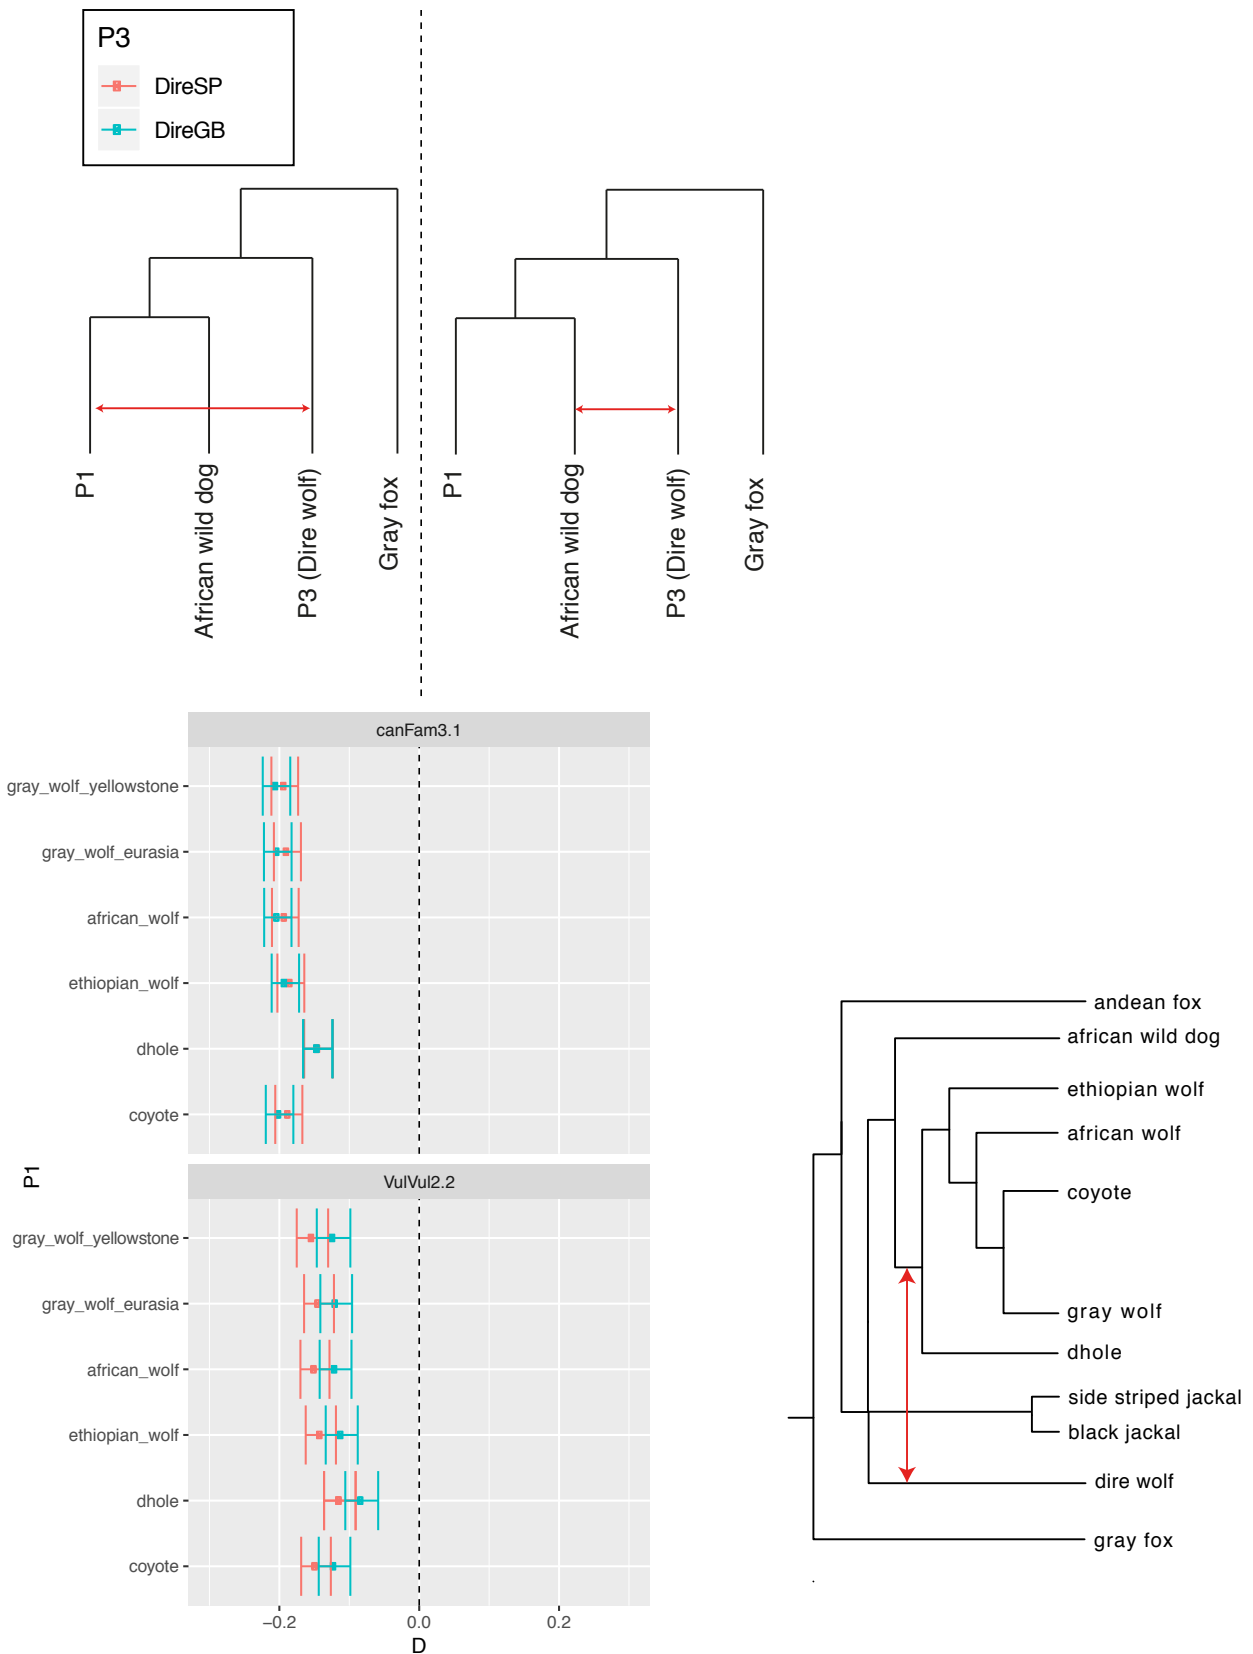 P3
DireSP
DireGB
P1
African wild dog
P3 (Dire wolf)
Gray fox
P1
African wild dog
P3 (Dire wolf)
Gray fox
canFam3.1
gray_wolf_yellowstone
gray_wolf_eurasia
african_wolf
ethiopian_wolf
dhole
coyote
P1
VulVul2.2
gray_wolf_yellowstone
gray_wolf_eurasia
african_wolf
ethiopian_wolf
dhole
coyote
−0.2
0.0
0.2
D
andean fox
african wild dog
ethiopian wolf
african wolf
coyote
gray wolf
dhole
side striped jackal
black jackal
dire wolf
gray fox